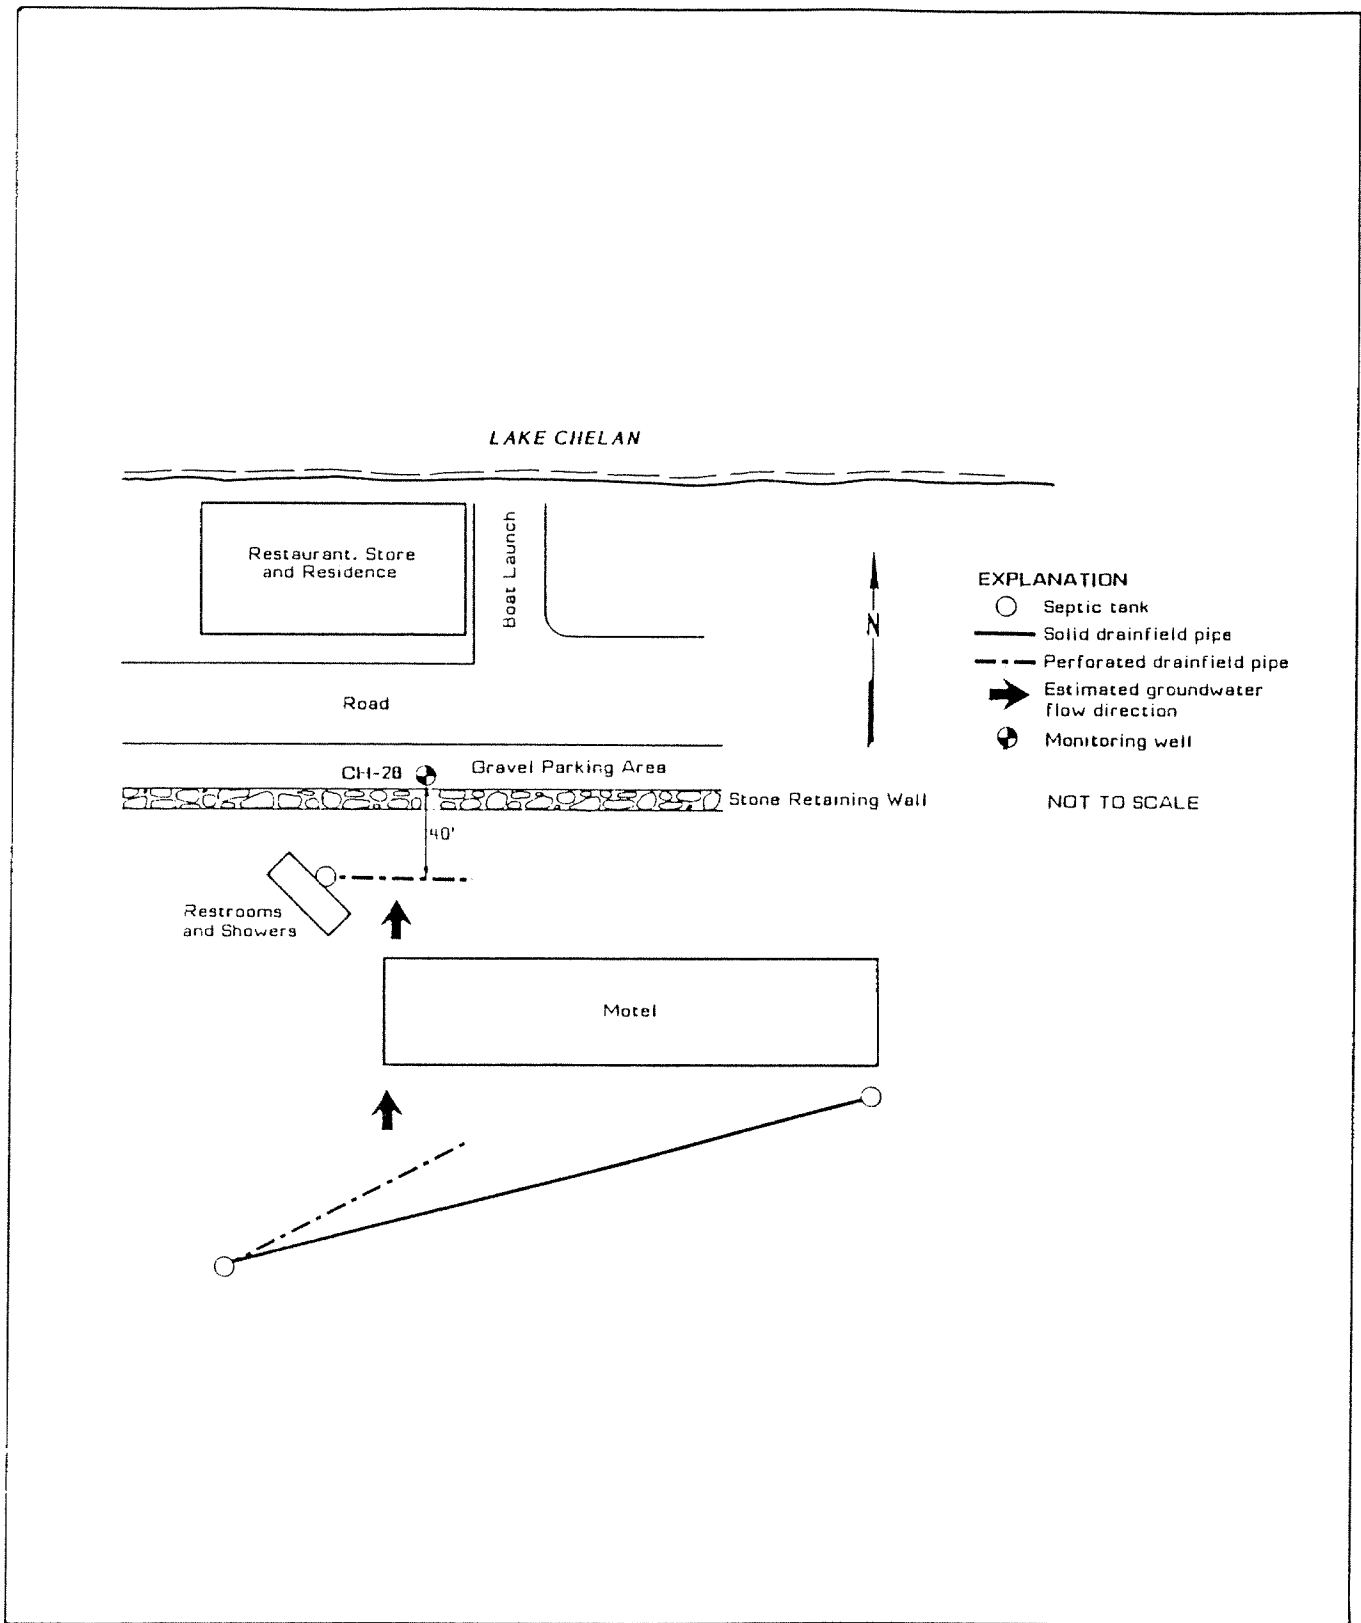 LAKE CHELAN
Restaurant, Store
and Residence
Boat Launch
N
EXPLANATION
Septic tank
Solid drainfield pipe
Perforated drainfield pipe
Estimated groundwater
flow direction
Monitoring well
Road
CH-28
Gravel Parking Area
Stone Retaining Wall
NOT TO SCALE
40'
Restrooms
and Showers
Motel